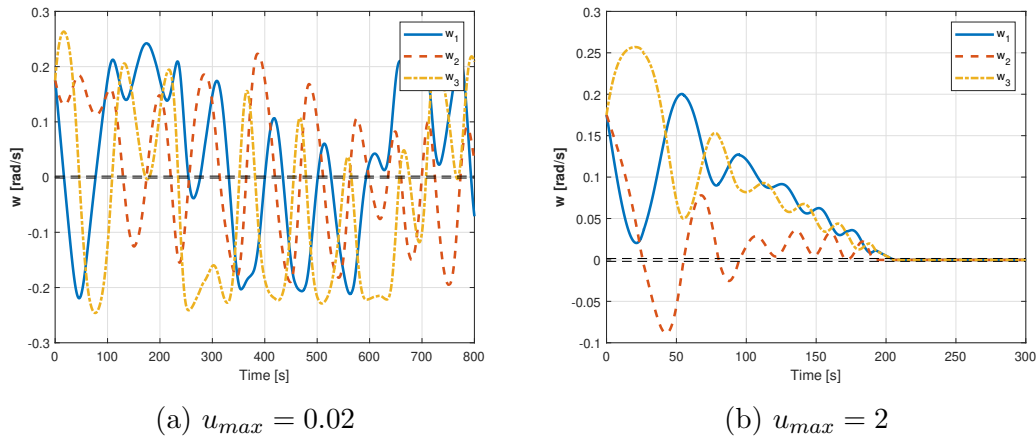 0.3
0.2
0.1
0
-0.1
-0.2
-0.3
w [rad/s]
0 100 200 300 400 500 600 700 800
Time [s]
w1
w2
w3
(a) umax = 0.02
0.3
0.25
0.2
0.15
0.1
0.05
0
-0.05
-0.1
w [rad/s]
0 50 100 150 200 250 300
Time [s]
w1
w2
w3
(b) umax = 2